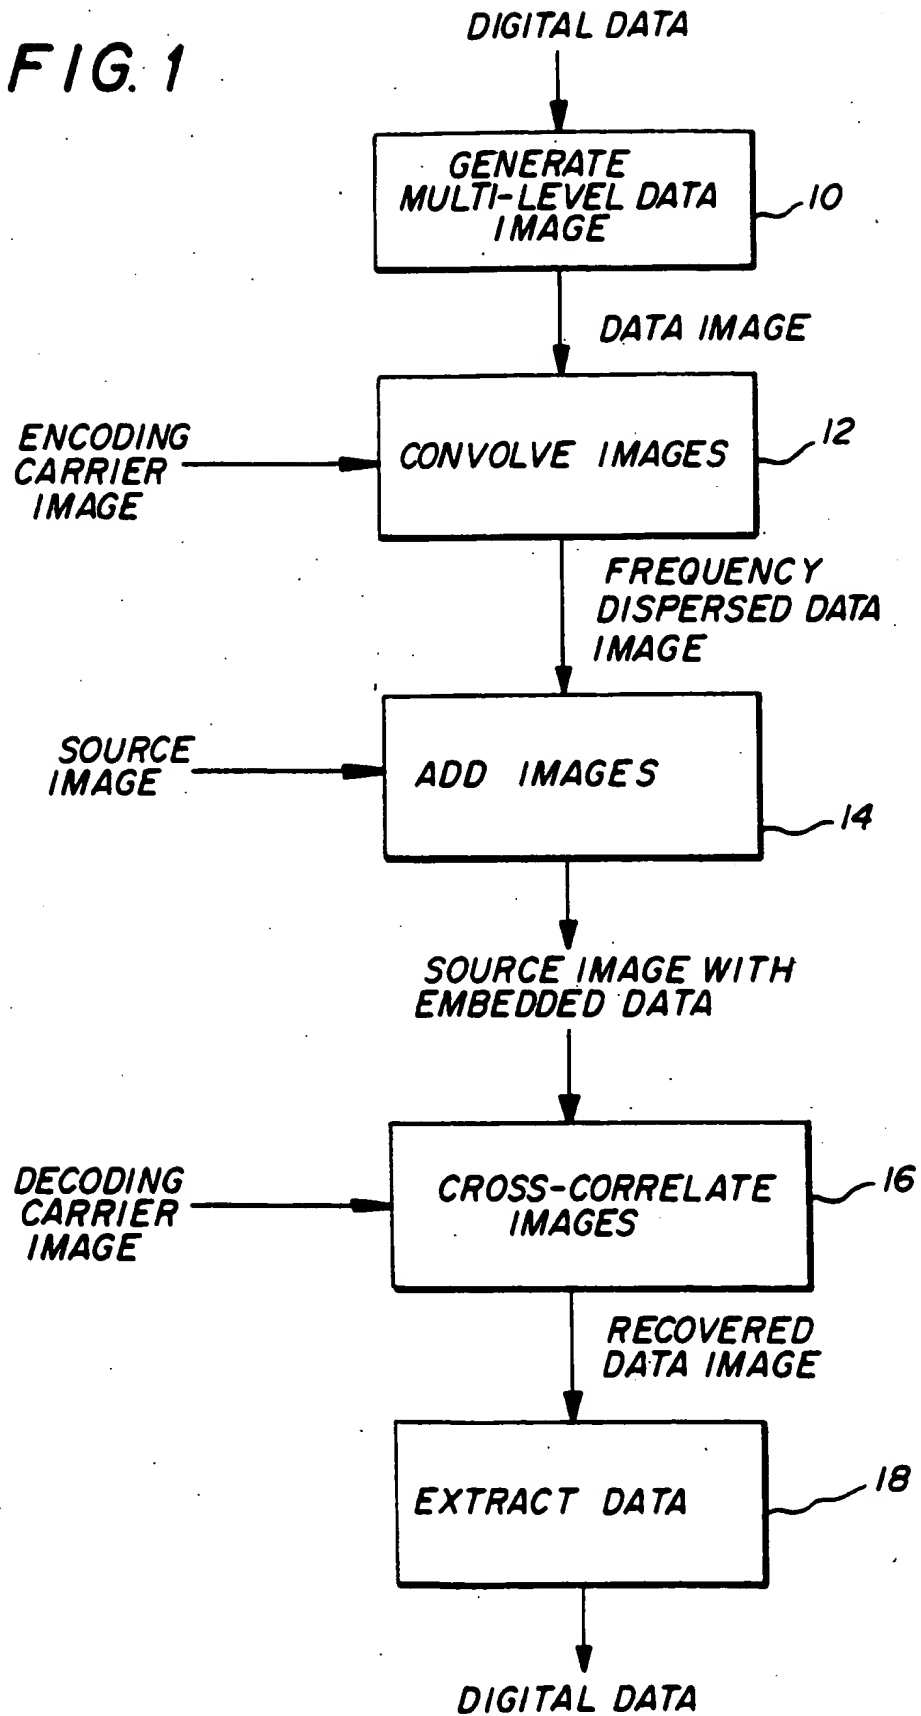 FIG. 1
DIGITAL DATA
GENERATE
MULTI-LEVEL DATA
IMAGE
10
DATA IMAGE
ENCODING
CARRIER
IMAGE
CONVOLVE IMAGES
12
FREQUENCY
DISPERSED DATA
IMAGE
SOURCE
IMAGE
ADD IMAGES
14
SOURCE IMAGE WITH
EMBEDDED DATA
DECODING
CARRIER
IMAGE
CROSS-CORRELATE
IMAGES
16
RECOVERED
DATA IMAGE
EXTRACT DATA
18
DIGITAL DATA